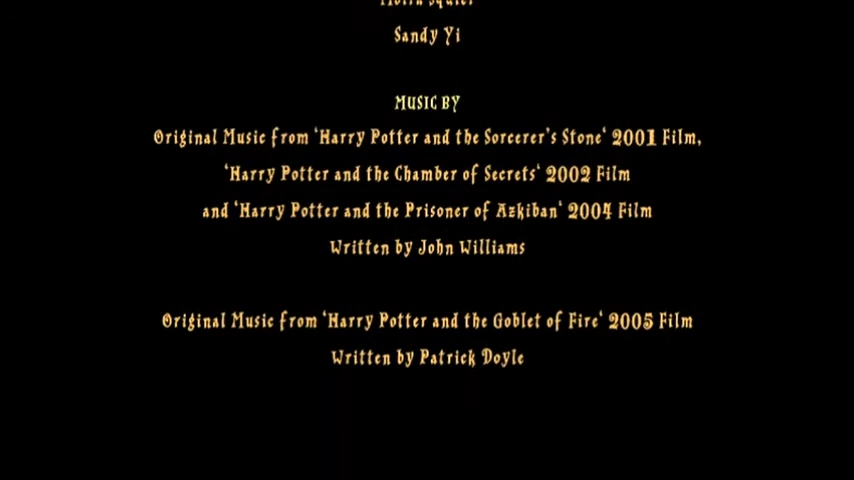 Sandy Yi
MUSIC BY
Original Music from 'Harry Potter and the Sorcerer's Stone' 2001 Film,
'Harry Potter and the Chamber of Secrets' 2002 Film
and 'Harry Potter and the Prisoner of Azkiban' 2004 Film
Written by John Williams
Original Music from 'Harry Potter and the Goblet of Fire' 2005 Film
Written by Patrick Doyle